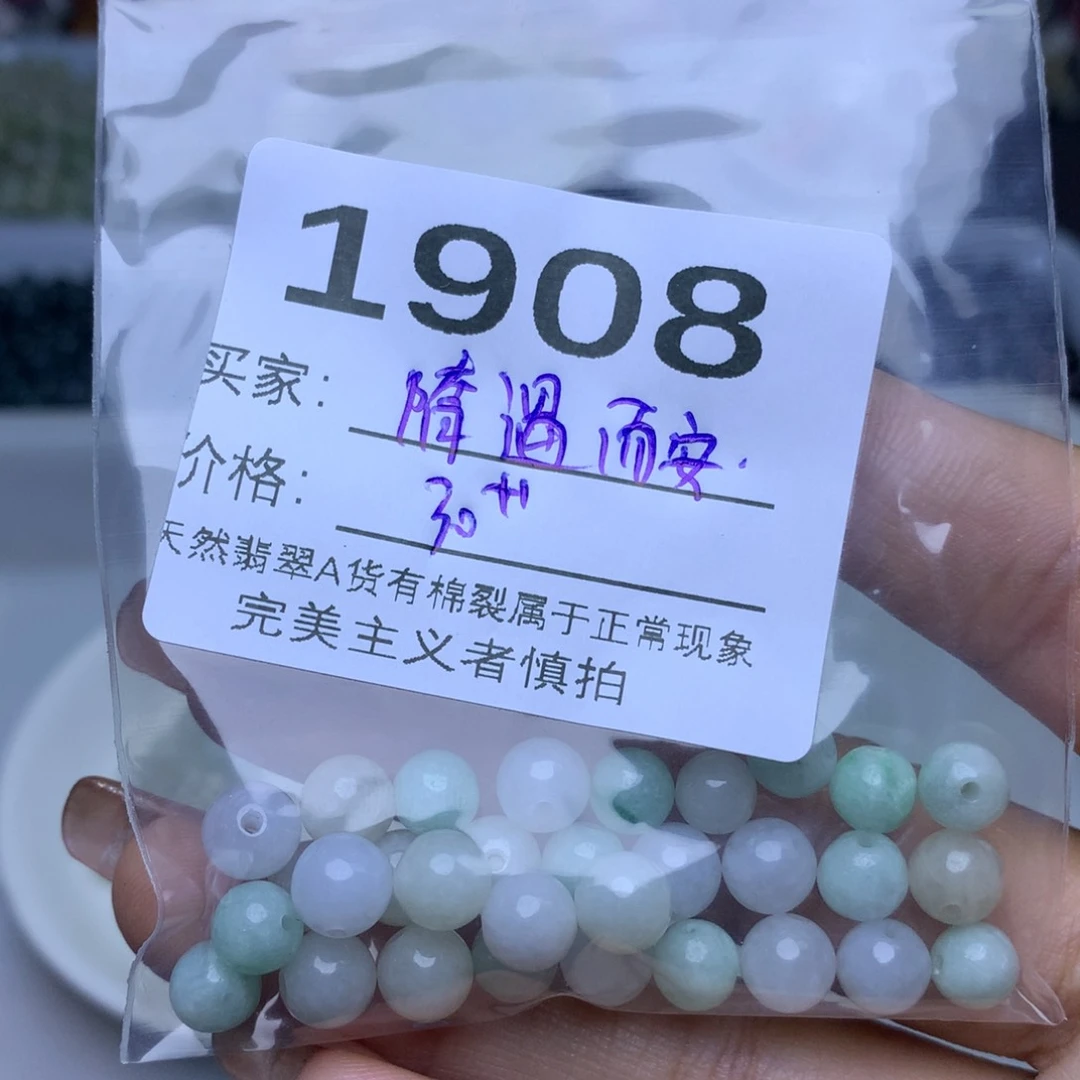 1908
买家: 随遇而安.
价格: 30
天然翡翠A货有棉裂属于正常现象
完美主义者慎拍